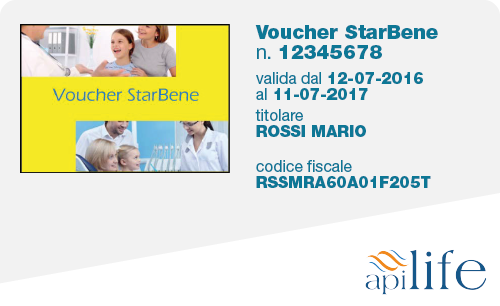 Voucher StarBene
Voucher StarBene
n. 12345678
valida dal 12-07-2016
al 11-07-2017
titolare
ROSSI MARIO
codice fiscale
RSSMRA60A01F205T
apilife